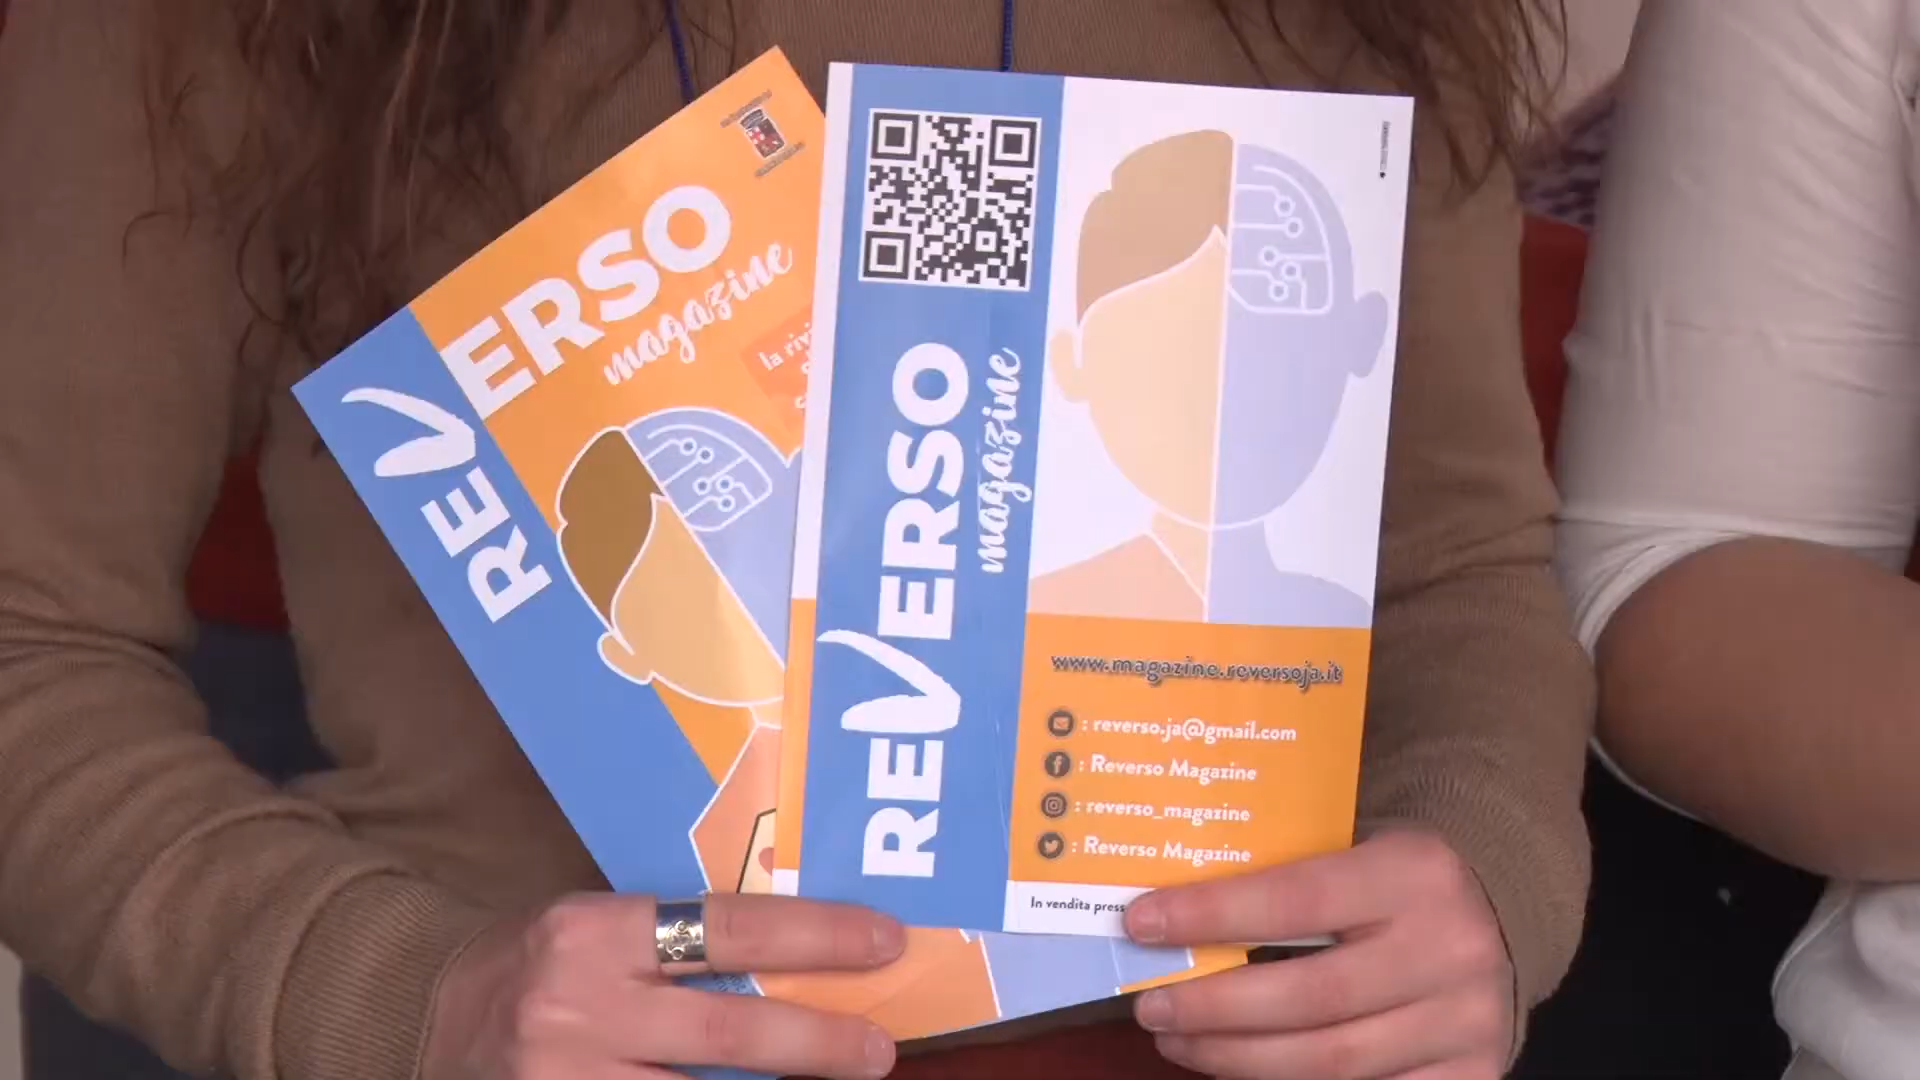 REVERSO
magazine
la rivi
REVERSO
magazine
www.magazine.reversoja.it
: reverso.ja@gmail.com
: Reverso Magazine
: reverso_magazine
: Reverso Magazine
In vendita press